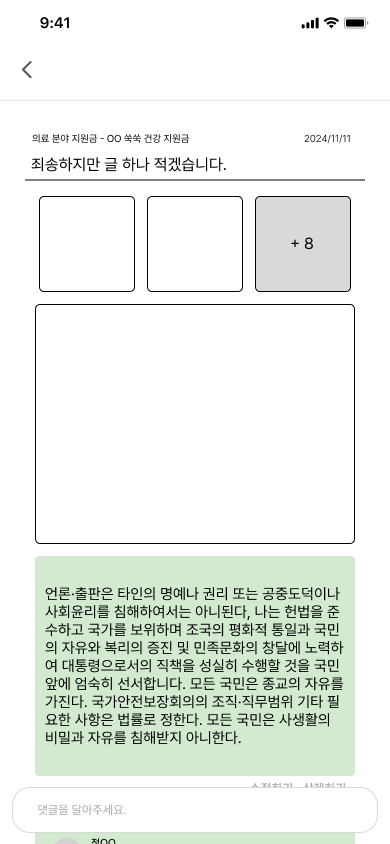 9:41
의료 분야 지원금 - OO 쑥쑥 건강 지원금 2024/11/11
죄송하지만 글 하나 적겠습니다.
+ 8
언론·출판은 타인의 명예나 권리 또는 공중도덕이나
사회윤리를 침해하여서는 아니된다, 나는 헌법을 준
수하고 국가를 보위하며 조국의 평화적 통일과 국민
의 자유와 복리의 증진 및 민족문화의 창달에 노력하
여 대통령으로서의 직책을 성실히 수행할 것을 국민
앞에 엄숙히 선서합니다. 모든 국민은 종교의 자유를
가진다. 국가안전보장회의의 조직·직무범위 기타 필
요한 사항은 법률로 정한다. 모든 국민은 사생활의
비밀과 자유를 침해받지 아니한다.
댓글을 달아주세요.